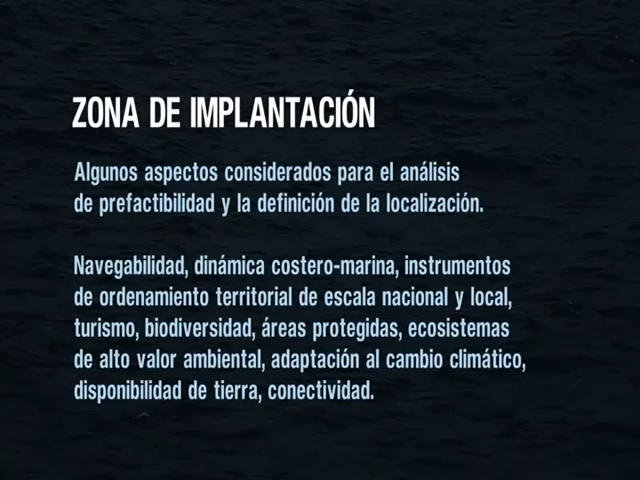 ZONA DE IMPLANTACIÓN
Algunos aspectos considerados para el análisis
de prefactibilidad y la definición de la localización.
Navegabilidad, dinámica costero-marina, instrumentos
de ordenamiento territorial de escala nacional y local,
turismo, biodiversidad, áreas protegidas, ecosistemas
de alto valor ambiental, adaptación al cambio climático,
disponibilidad de tierra, conectividad.